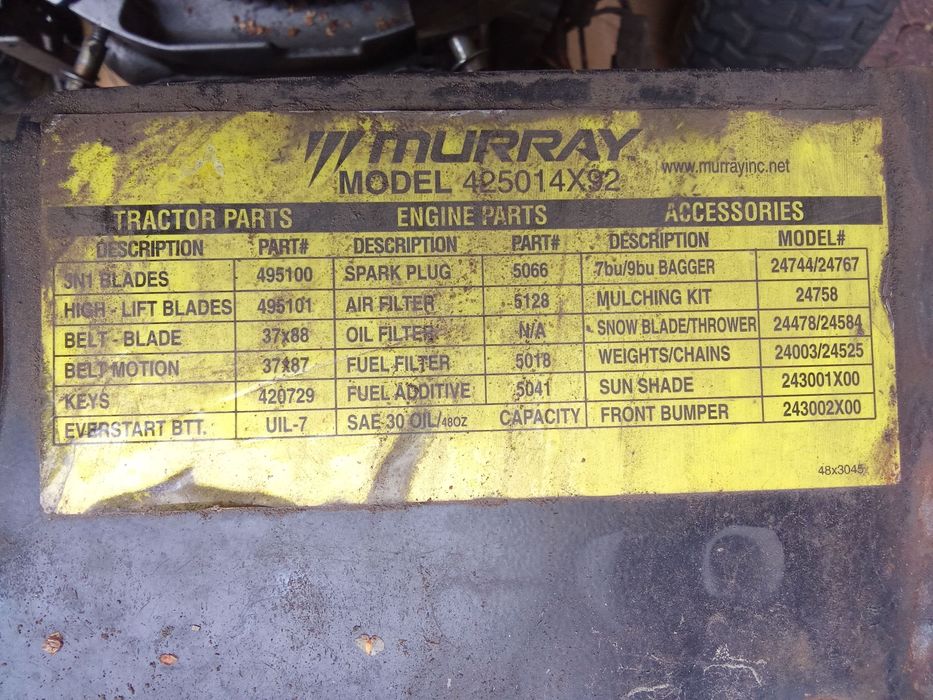 MURRAY
www.murrayinc.net
MODEL 425014X92
TRACTOR PARTS ENGINE PARTS ACCESSORIES
DESCRIPTION PART# DESCRIPTION PART# DESCRIPTION MODEL#
3N1 BLADES 495100 SPARK PLUG 5066 7bu/9bu BAGGER 24744/24767
HIGH - LIFT BLADES 495101 AIR FILTER 5128 MULCHING KIT 24758
BELT - BLADE 37x88 OIL FILTER N/A SNOW BLADE/THROWER 24478/24584
BELT MOTION 37x87 FUEL FILTER 5018 WEIGHTS/CHAINS 24003/24525
KEYS 420729 FUEL ADDITIVE 5041 SUN SHADE 243001X00
EVERSTART BTT. UIL-7 SAE 30 OIL/48OZ CAPACITY FRONT BUMPER 243002X00
48x3045